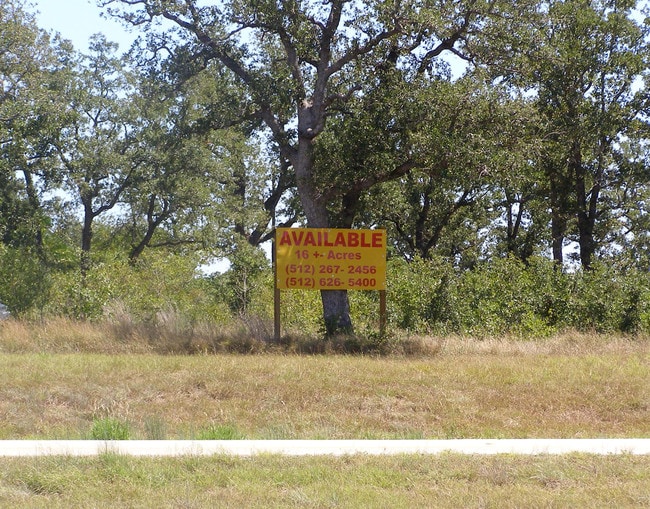 AVAILABLE
16 +- Acres
(512) 267- 2456
(512) 626- 5400